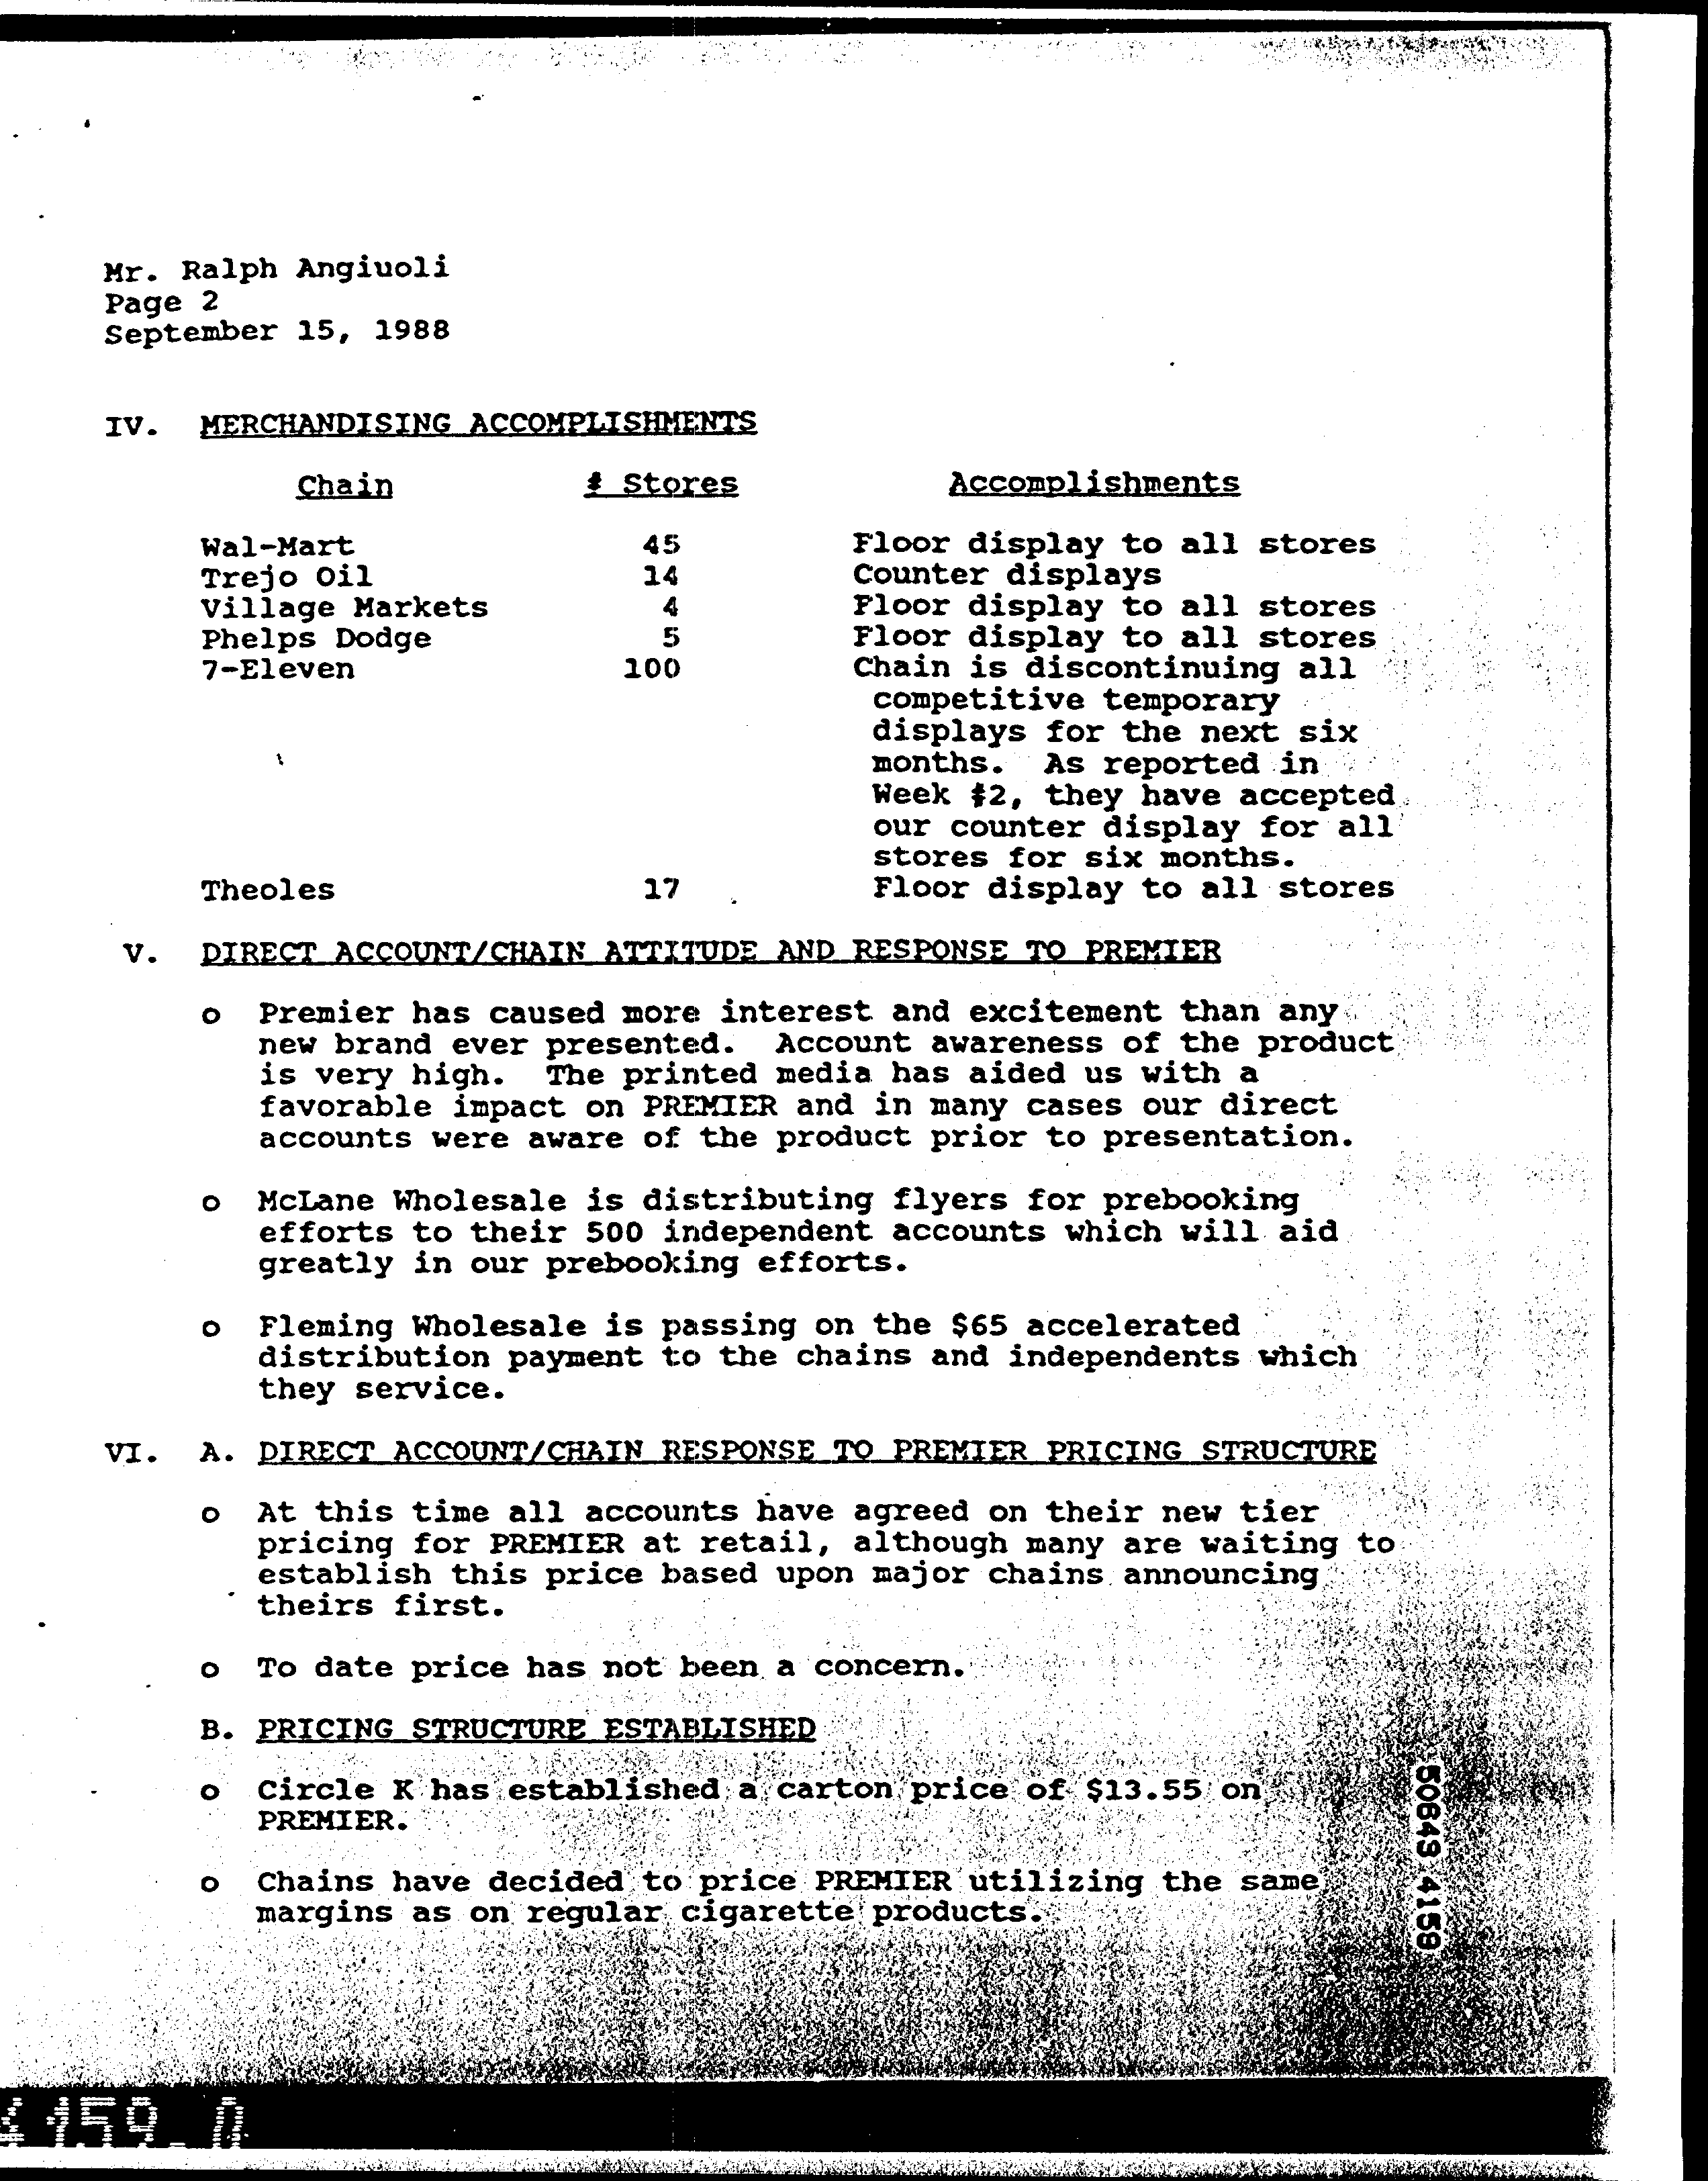 Mr. Ralph Angiuoli
Page 2
September 15, 1988
IV. MERCHANDISING ACCOMPLISHMENTS
Chain # Stores Accomplishments
Wal-Mart 45 Floor display to all stores
Trejo Oil 14 Counter displays
Village Markets 4 Floor display to all stores
Phelps Dodge 5 Floor display to all stores
7-Eleven 100 Chain is discontinuing all
competitive temporary
displays for the next six
months. As reported in
Week #2, they have accepted
our counter display for all
stores for six months.
Theoles 17 Floor display to all stores
V. DIRECT ACCOUNT/CHAIN ATTITUDE AND RESPONSE TO PREMIER
o Premier has caused more interest and excitement than any
new brand ever presented. Account awareness of the product
is very high. The printed media has aided us with a
favorable impact on PREMIER and in many cases our direct
accounts were aware of the product prior to presentation.
o McLane Wholesale is distributing flyers for prebooking
efforts to their 500 independent accounts which will aid
greatly in our prebooking efforts.
o Fleming Wholesale is passing on the $65 accelerated
distribution payment to the chains and independents which
they service.
VI. A. DIRECT ACCOUNT/CHAIN RESPONSE TO PREMIER PRICING STRUCTURE
o At this time all accounts have agreed on their new tier
pricing for PREMIER at retail, although many are waiting to
establish this price based upon major chains announcing
theirs first.
o To date price has not been a concern.
B. PRICING STRUCTURE ESTABLISHED
o Circle K has established a carton price of $13.55 on
PREMIER.
o Chains have decided to price PREMIER utilizing the same
margins as on regular cigarette products.
50849 4159